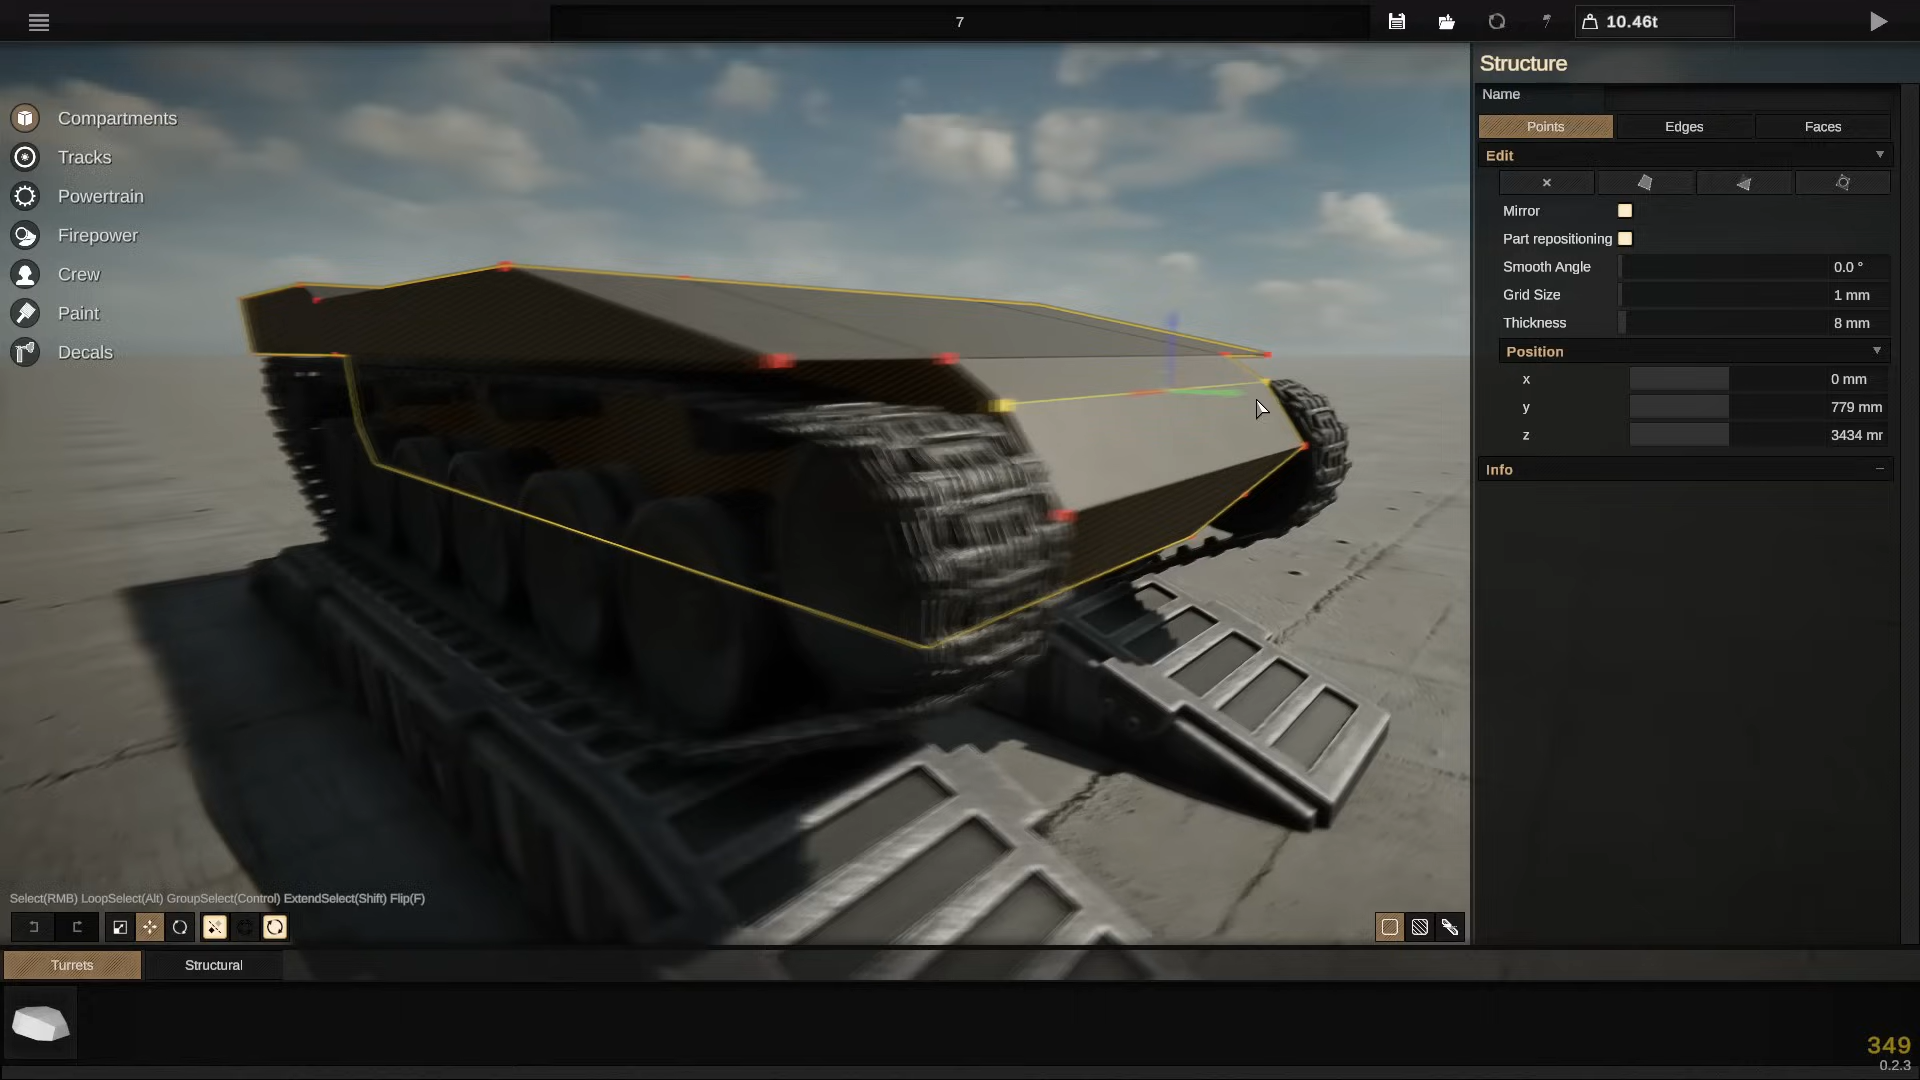 7
10.46t
Structure
Name
Points Edges Faces
Edit
Mirror
Part repositioning
Smooth Angle 0.0 °
Grid Size 1 mm
Thickness 8 mm
Position
x 0 mm
y 779 mm
z 3434 mr
Info
Compartments
Tracks
Powertrain
Firepower
Crew
Paint
Decals
Select(RMB) LoopSelect(Alt) GroupSelect(Control) ExtendSelect(Shift) Flip(F)
Turrets Structural
349
0.2.3